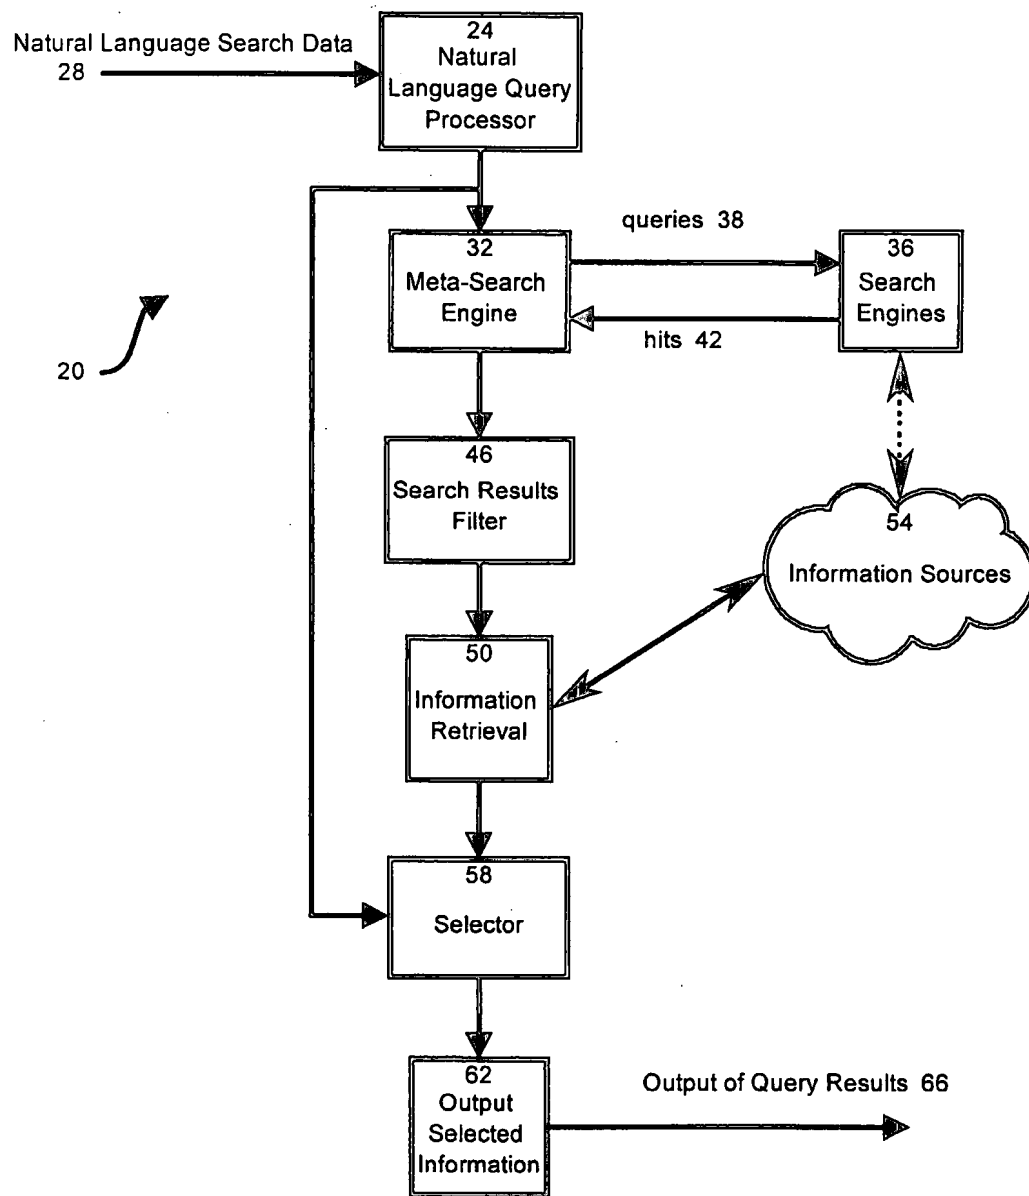 Natural Language Search Data
28
24
Natural
Language Query
Processor
queries 38
32
Meta-Search
Engine
36
Search
Engines
hits 42
20
46
Search Results
Filter
54
Information Sources
50
Information
Retrieval
58
Selector
62
Output
Selected
Information
Output of Query Results 66